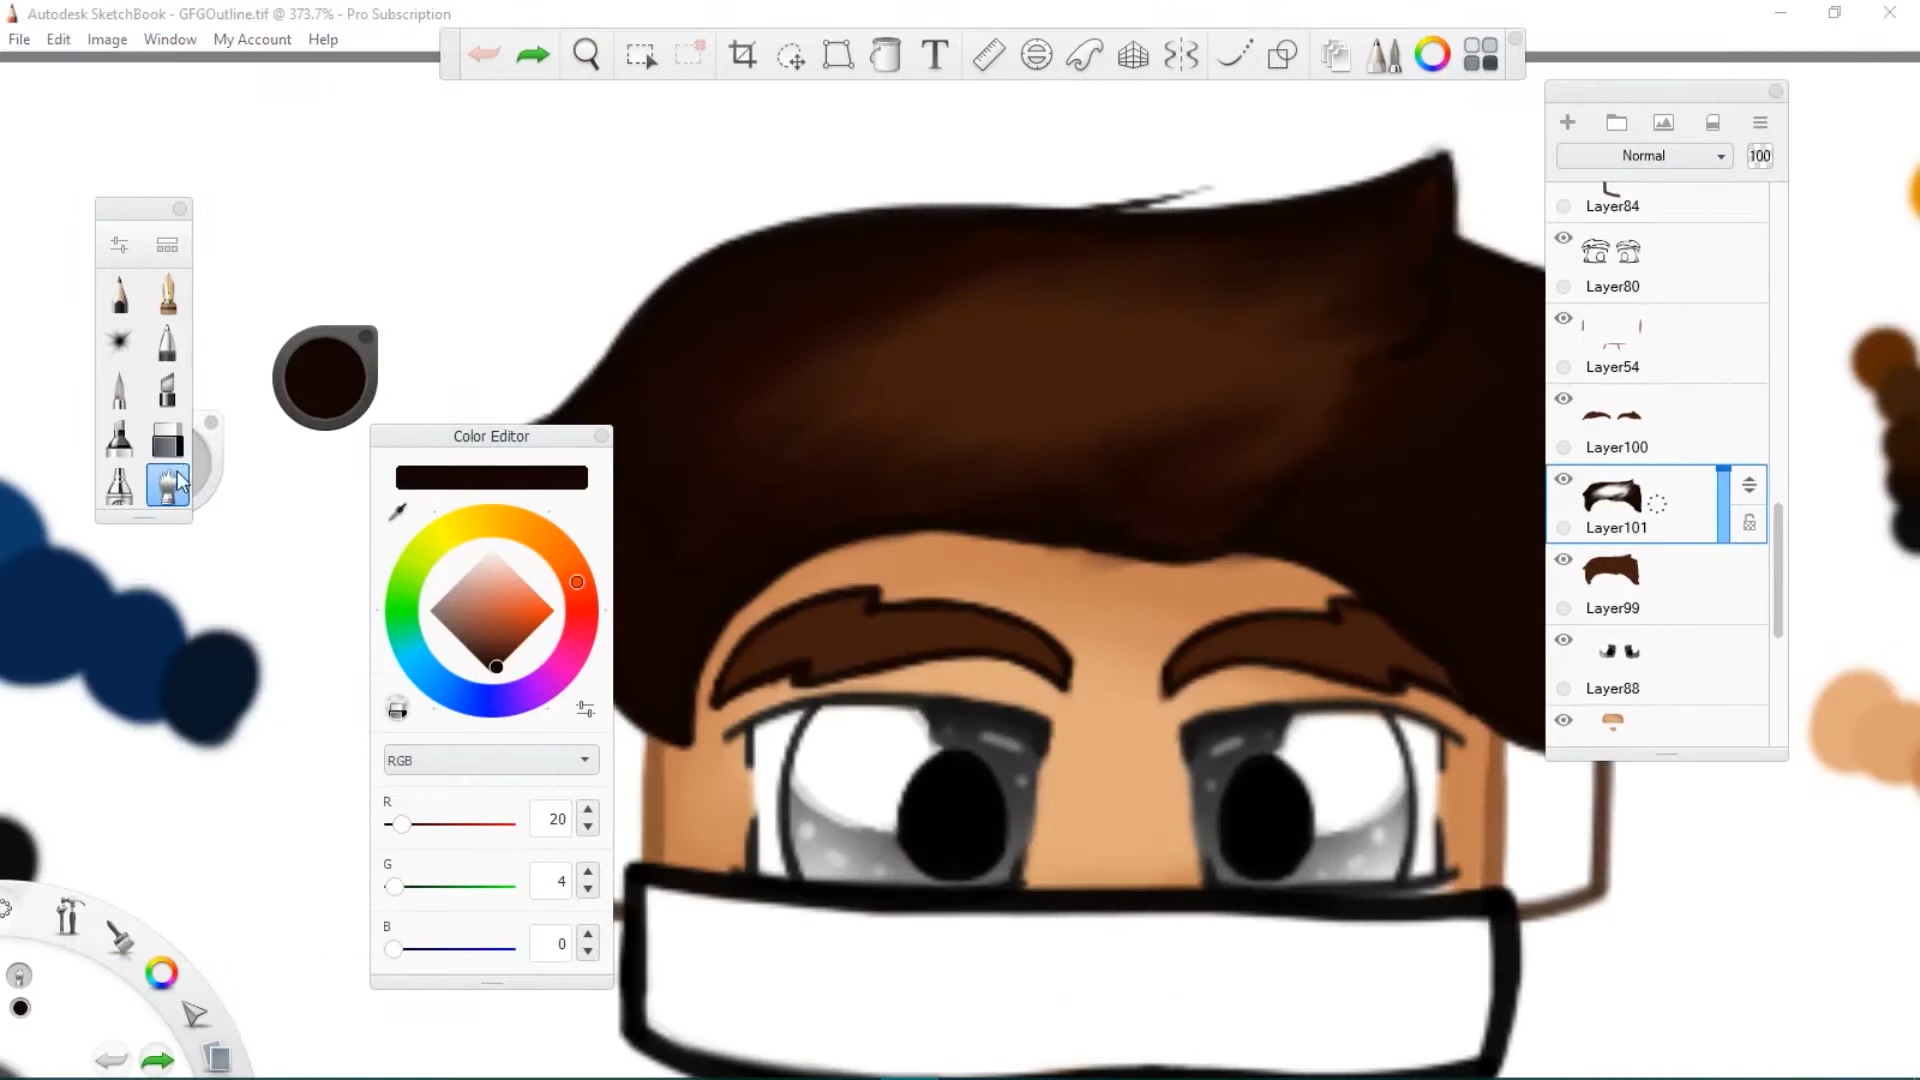 Autodesk SketchBook - GFGOutline.tif @ 373.7% - Pro Subscription
File Edit Image Window My Account Help
T
Normal 100
Layer84
Layer80
Layer54
Layer100
Layer101
Layer99
Layer88
Color Editor
RGB
R
20
G
4
B
0